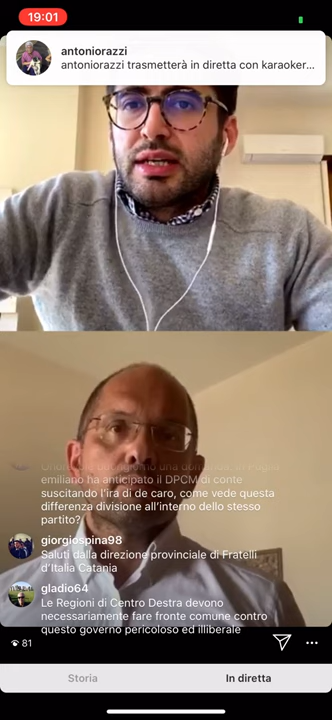 19:01
antoniorazzi
antoniorazzi trasmetterà in diretta con karaoker...
emiliano ha anticipato il DPCM di conte
suscitando l'ira di de caro, come vede questa
differenza divisione all'interno dello stesso
partito?
giorgiospina98
Saluti dalla direzione provinciale di Fratelli
d'Italia Catania
gladio64
Le Regioni di Centro Destra devono
necessariamente fare fronte comune contro
questo governo pericoloso ed illiberale
81
Storia
In diretta